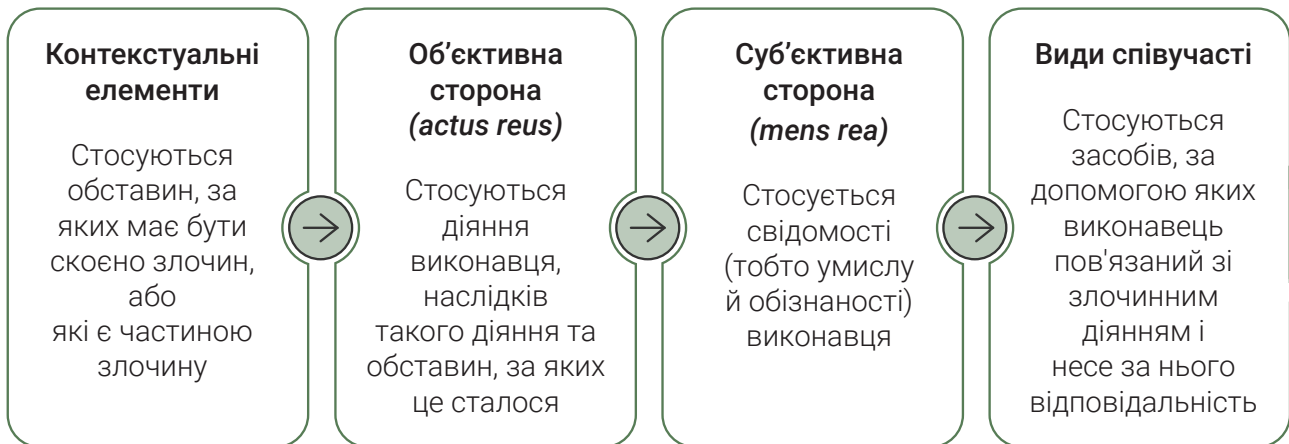 Контекстуальні
елементи
Стосуються
обставин, за
яких має бути
скоєно злочин,
або
які є частиною
злочину
Об’єктивна
сторона
(actus reus)
Стосуються
діяння
виконавця,
наслідків
такого діяння та
обставин, за яких
це сталося
Суб’єктивна
сторона
(mens rea)
Стосується
свідомості
(тобто умислу
й обізнаності)
виконавця
Види співучасті
Стосуються
засобів, за
допомогою яких
виконавець
пов'язаний зі
злочинним
діянням і
несе за нього
відповідальність